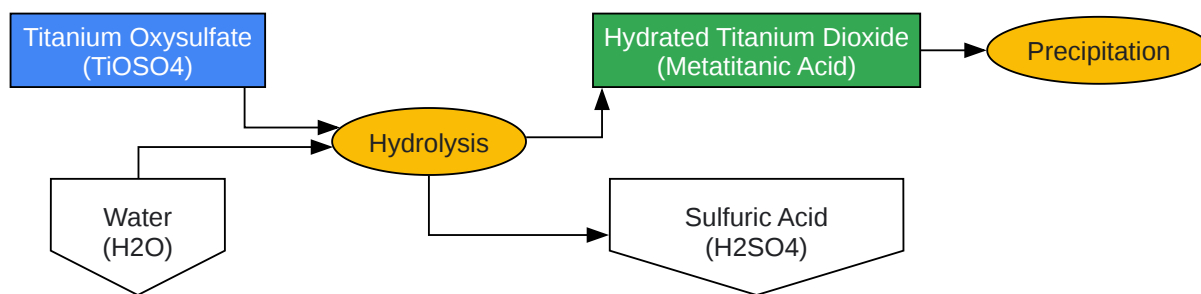 Titanium Oxysulfate
(TiOSO4)
Hydrated Titanium Dioxide
(Metatitanic Acid)
Precipitation
Hydrolysis
Water
(H2O)
Sulfuric Acid
(H2SO4)